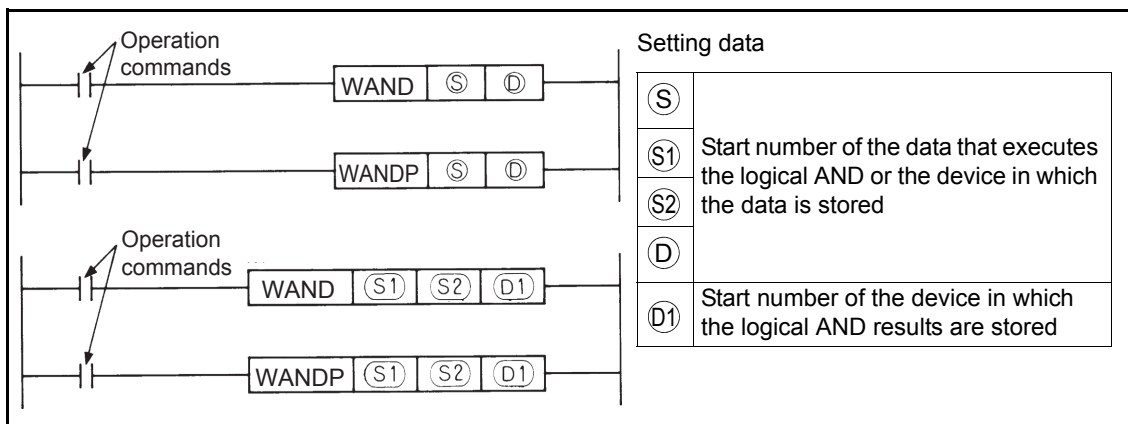 Operation
commands
WAND Ⓢ Ⓓ
WANDP Ⓢ Ⓓ
Operation
commands
WAND S1 S2 D1
WANDP S1 S2 D1
Setting data
Ⓢ
S1
S2
Ⓓ
Start number of the data that executes
the logical AND or the device in which
the data is stored
D1
Start number of the device in which
the logical AND results are stored